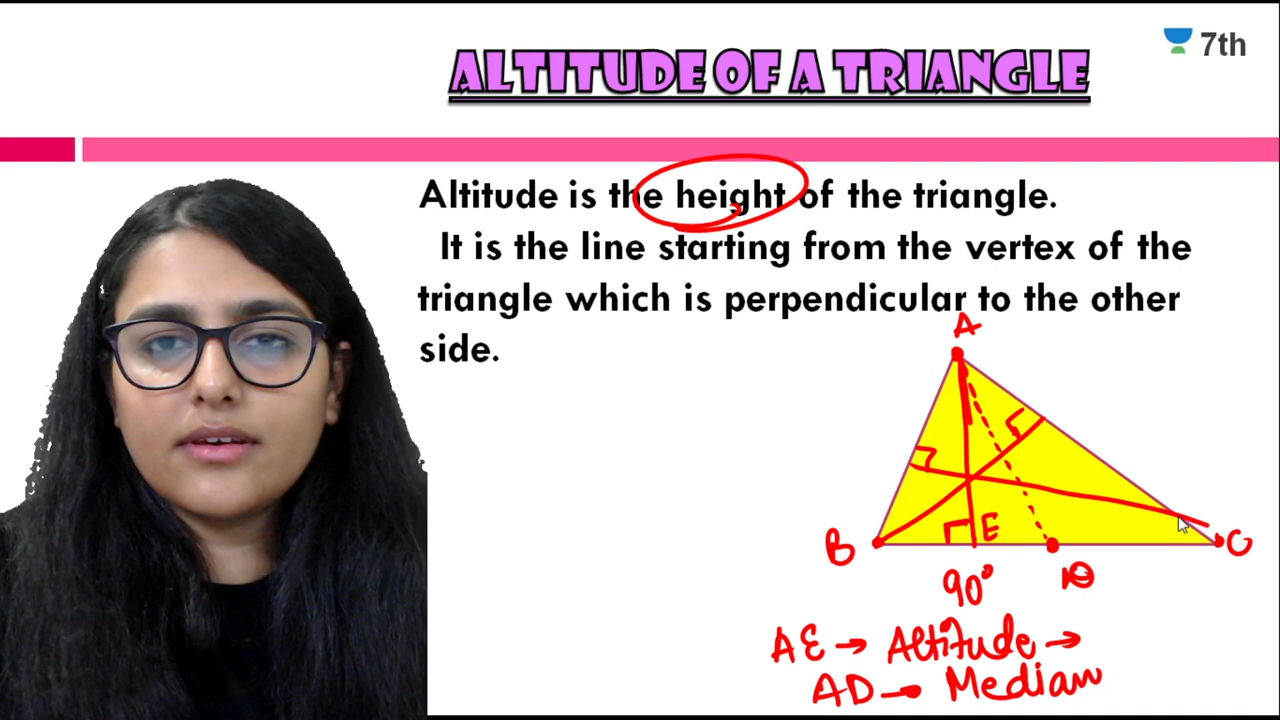 7th
ALTITUDE OF A TRIANGLE
Altitude is the height of the triangle.
It is the line starting from the vertex of the
triangle which is perpendicular to the other
side.
A
E
B
C
D
90°
AE → Altitude →
AD → Median